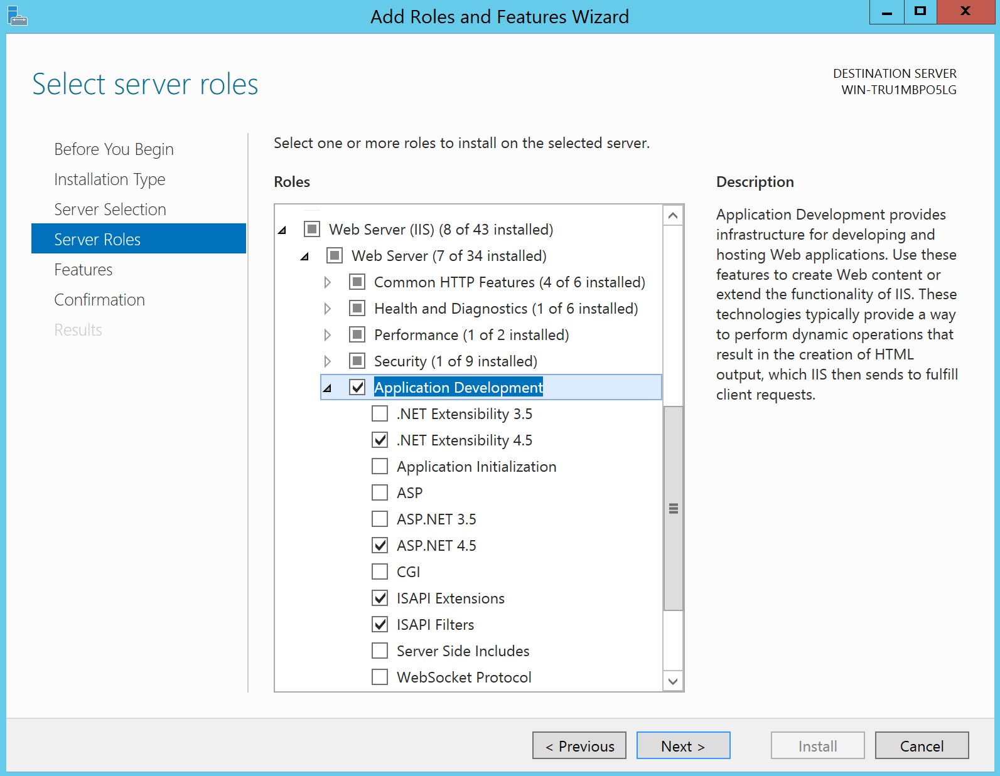 Add Roles and Features Wizard
Select server roles
DESTINATION SERVER
WIN-TRU1MBPO5LG
Before You Begin
Installation Type
Server Selection
Server Roles
Features
Confirmation
Results
Select one or more roles to install on the selected server.
Roles
Web Server (IIS) (8 of 43 installed)
Web Server (7 of 34 installed)
Common HTTP Features (4 of 6 installed)
Health and Diagnostics (1 of 6 installed)
Performance (1 of 2 installed)
Security (1 of 9 installed)
Application Development
.NET Extensibility 3.5
.NET Extensibility 4.5
Application Initialization
ASP
ASP.NET 3.5
ASP.NET 4.5
CGI
ISAPI Extensions
ISAPI Filters
Server Side Includes
WebSocket Protocol
Description
Application Development provides
infrastructure for developing and
hosting Web applications. Use these
features to create Web content or
extend the functionality of IIS. These
technologies typically provide a way
to perform dynamic operations that
result in the creation of HTML
output, which IIS then sends to fulfill
client requests.
< Previous
Next >
Install
Cancel